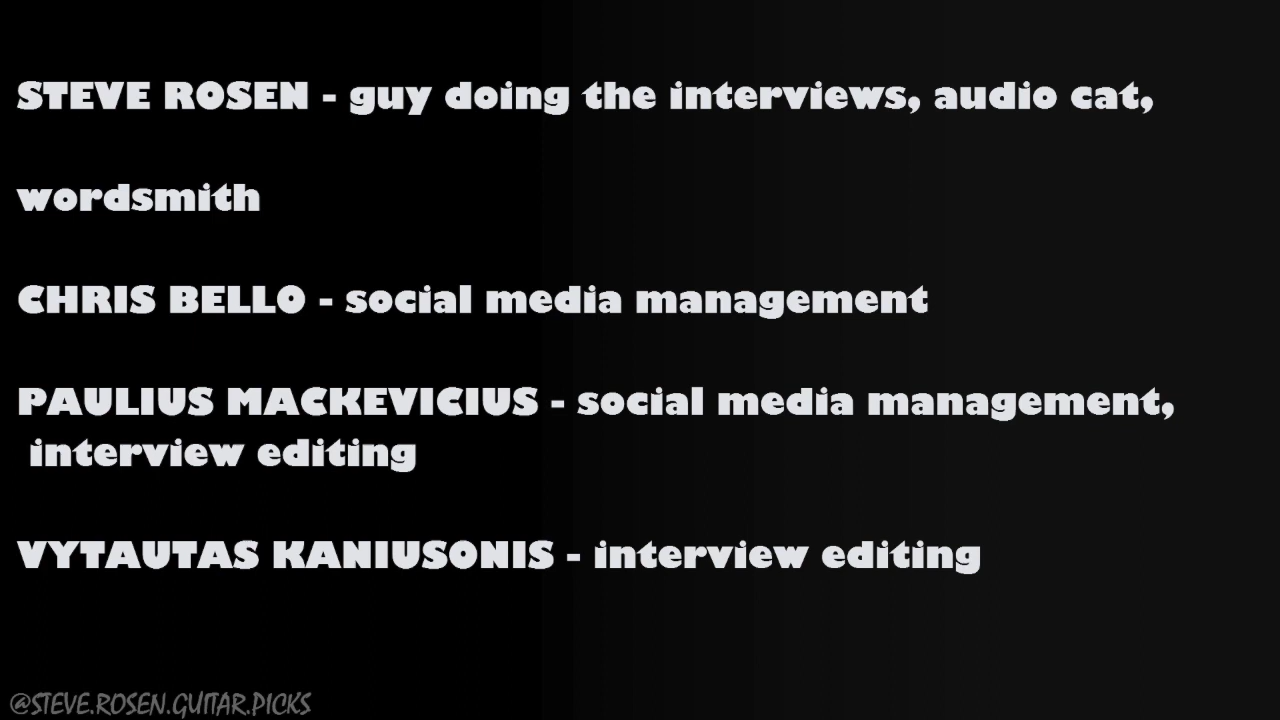 STEVE ROSEN - guy doing the interviews, audio cat,
wordsmith
CHRIS BELLO - social media management
PAULIUS MACKEVICIUS - social media management,
interview editing
VYTAUTAS KANIUSONIS - interview editing
@STEVE.ROSEN.GUITAR.PICKS